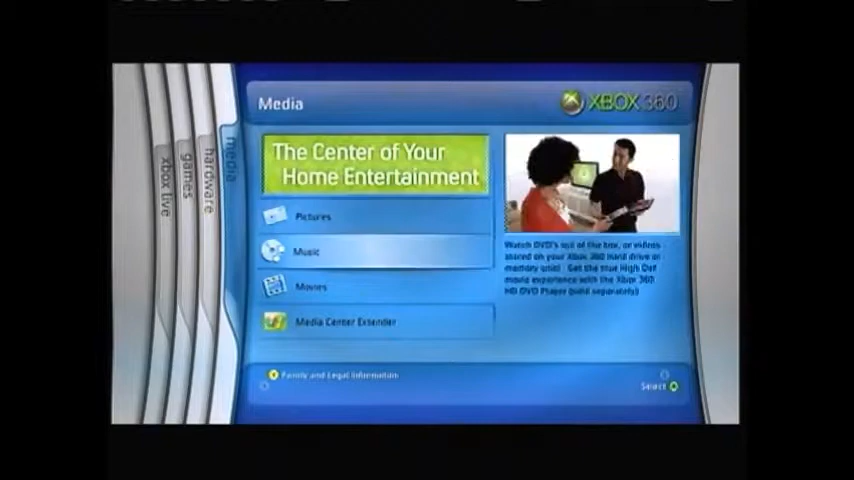 Media
XBOX 360
xbox live
games
hardware
media
The Center of Your
Home Entertainment
Pictures
Music
Movies
Media Center Extender
Watch DVD's out of the box, or videos
stored on your Xbox 360 Hard drive or
memory unit! Get the true High Def
movie experience with the Xbox 360
HD DVD Player (sold separately)
Y Family and Legal Information
Select A